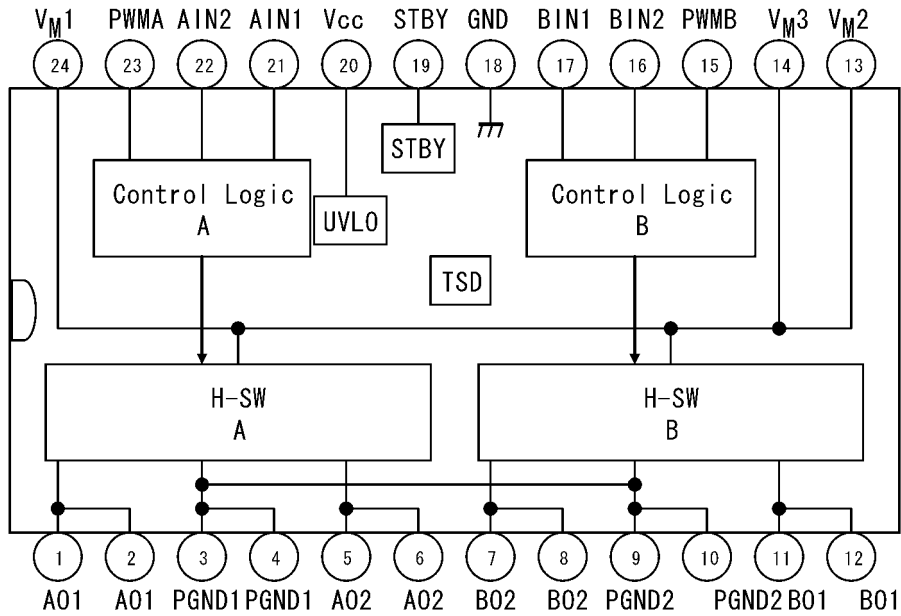 VM1 PWMA AIN2 AIN1 Vcc STBY GND BIN1 BIN2 PWMB VM3 VM2
24 23 22 21 20 19 18 17 16 15 14 13
STBY
Control Logic
A
UVLO
Control Logic
B
TSD
H-SW
A
H-SW
B
1 2 3 4 5 6 7 8 9 10 11 12
AO1 AO1 PGND1 PGND1 AO2 AO2 BO2 BO2 PGND2 PGND2 BO1 BO1